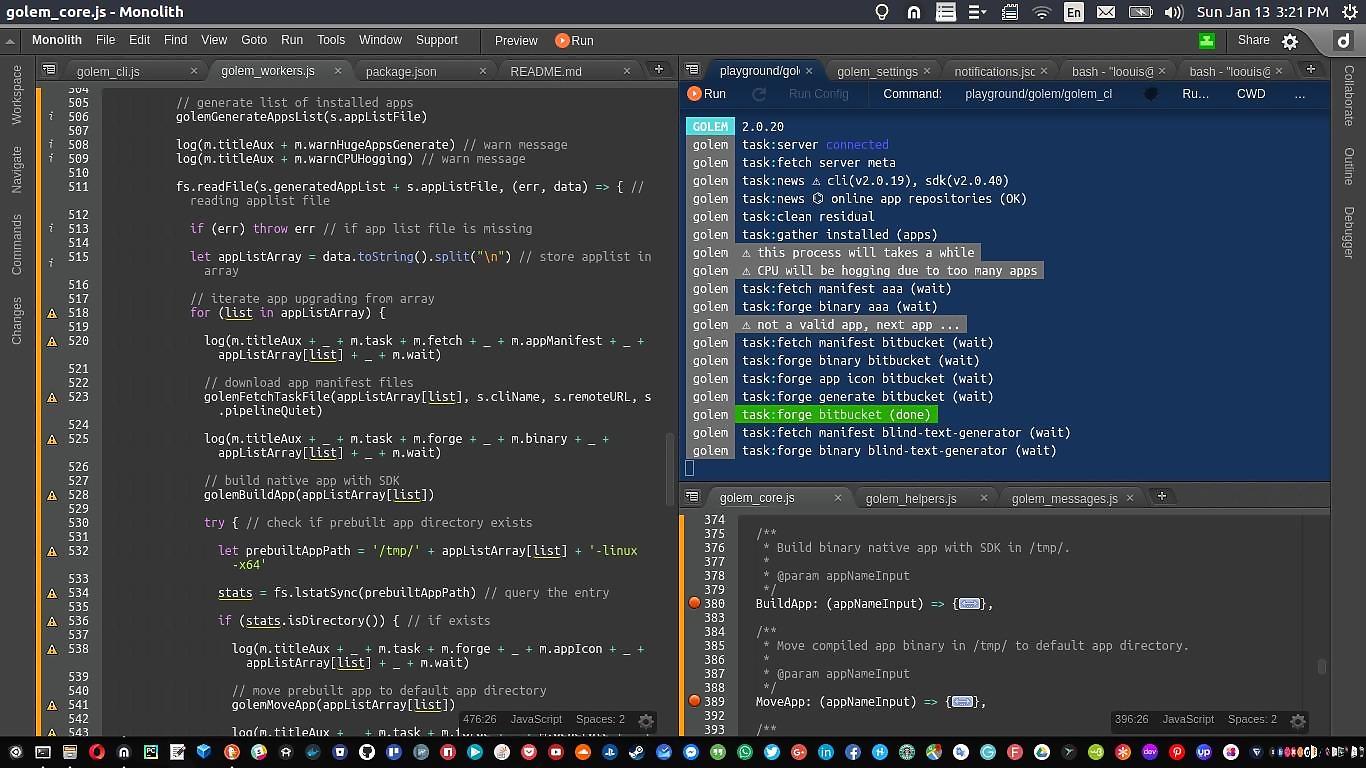 golem_core.js - Monolith
En
Sun Jan 13 3:21 PM
Monolith File Edit Find View Goto Run Tools Window Support Preview Run
Share
Workspace
Navigate
Commands
Changes
golem_cli.js × golem_workers.js × package.json × README.md × +
504
505 // generate list of installed apps
506 golemGenerateAppsList(s.appListFile)
507
508 log(m.titleAux + m.warnHugeAppsGenerate) // warn message
509 log(m.titleAux + m.warnCPUHogging) // warn message
510
511 fs.readFile(s.generatedAppList + s.appListFile, (err, data) => { //
reading applist file
512
513 if (err) throw err // if app list file is missing
514
515 let appListArray = data.toString().split("\n") // store applist in
array
516
517 // iterate app upgrading from array
518 for (list in appListArray) {
519
520 log(m.titleAux + _ + m.task + m.fetch + _ + m.appManifest + _ +
appListArray[list] + _ + m.wait)
521
522 // download app manifest files
523 golemFetchTaskFile(appListArray[list], s.cliName, s.remoteURL, s
.pipelineQuiet)
524
525 log(m.titleAux + _ + m.task + m.forge + _ + m.binary + _ +
appListArray[list] + _ + m.wait)
526
527 // build native app with SDK
528 golemBuildApp(appListArray[list])
529
530 try { // check if prebuilt app directory exists
531
532 let prebuiltAppPath = '/tmp/' + appListArray[list] + '-linux
-x64'
533
534 stats = fs.lstatSync(prebuiltAppPath) // query the entry
535
536 if (stats.isDirectory()) { // if exists
537
538 log(m.titleAux + _ + m.task + m.forge + _ + m.appIcon + _ +
appListArray[list] + _ + m.wait)
539
540 // move prebuilt app to default app directory
541 golemMoveApp(appListArray[list])
542
543
476:26 JavaScript Spaces: 2
playground/gol × golem_settings × notifications.jsc × bash - "loouis@ × bash - "loouis@ × +
Run Run Config Command: playground/golem/golem_cl Ru... CWD ...
GOLEM 2.0.20
golem task:server connected
golem task:fetch server meta
golem task:news ⚠ cli(v2.0.19), sdk(v2.0.40)
golem task:news ⌬ online app repositories (OK)
golem task:clean residual
golem task:gather installed (apps)
golem ⚠ this process will takes a while
golem ⚠ CPU will be hogging due to too many apps
golem task:fetch manifest aaa (wait)
golem task:forge binary aaa (wait)
golem ⚠ not a valid app, next app ...
golem task:fetch manifest bitbucket (wait)
golem task:forge binary bitbucket (wait)
golem task:forge app icon bitbucket (wait)
golem task:forge generate bitbucket (wait)
golem task:forge bitbucket (done)
golem task:fetch manifest blind-text-generator (wait)
golem task:forge binary blind-text-generator (wait)
golem_core.js × golem_helpers.js × golem_messages.js × +
374
375 /**
376 * Build binary native app with SDK in /tmp/.
377 *
378 * @param appNameInput
379 */
380 BuildApp: (appNameInput) => {},
383
384 /**
385 * Move compiled app binary in /tmp/ to default app directory.
386 *
387 * @param appNameInput
388 */
389 MoveApp: (appNameInput) => {},
392
393 /**
396:26 JavaScript Spaces: 2
Collaborate
Outline
Debugger